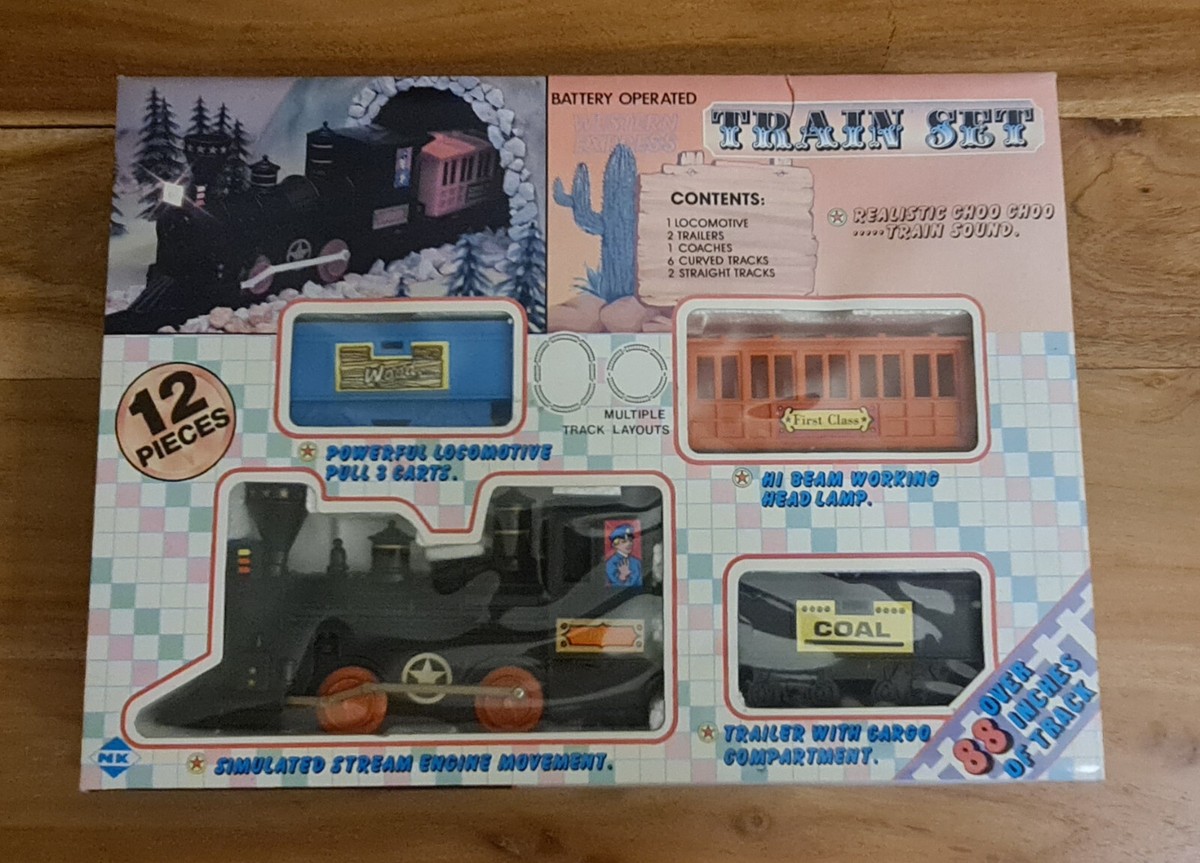 BATTERY OPERATED
WESTERN
EXPRESS
TRAIN SET
CONTENTS:
1 LOCOMOTIVE
2 TRAILERS
1 COACHES
6 CURVED TRACKS
2 STRAIGHT TRACKS
REALISTIC CHOO CHOO
.....TRAIN SOUND.
12
PIECES
Wood
MULTIPLE
TRACK LAYOUTS
First Class
POWERFUL LOCOMOTIVE
PULL 3 CARTS.
HI BEAM WORKING
HEAD LAMP.
COAL
NK
SIMULATED STREAM ENGINE MOVEMENT.
TRAILER WITH CARGO
COMPARTMENT.
OVER
88 INCHES
OF TRACK